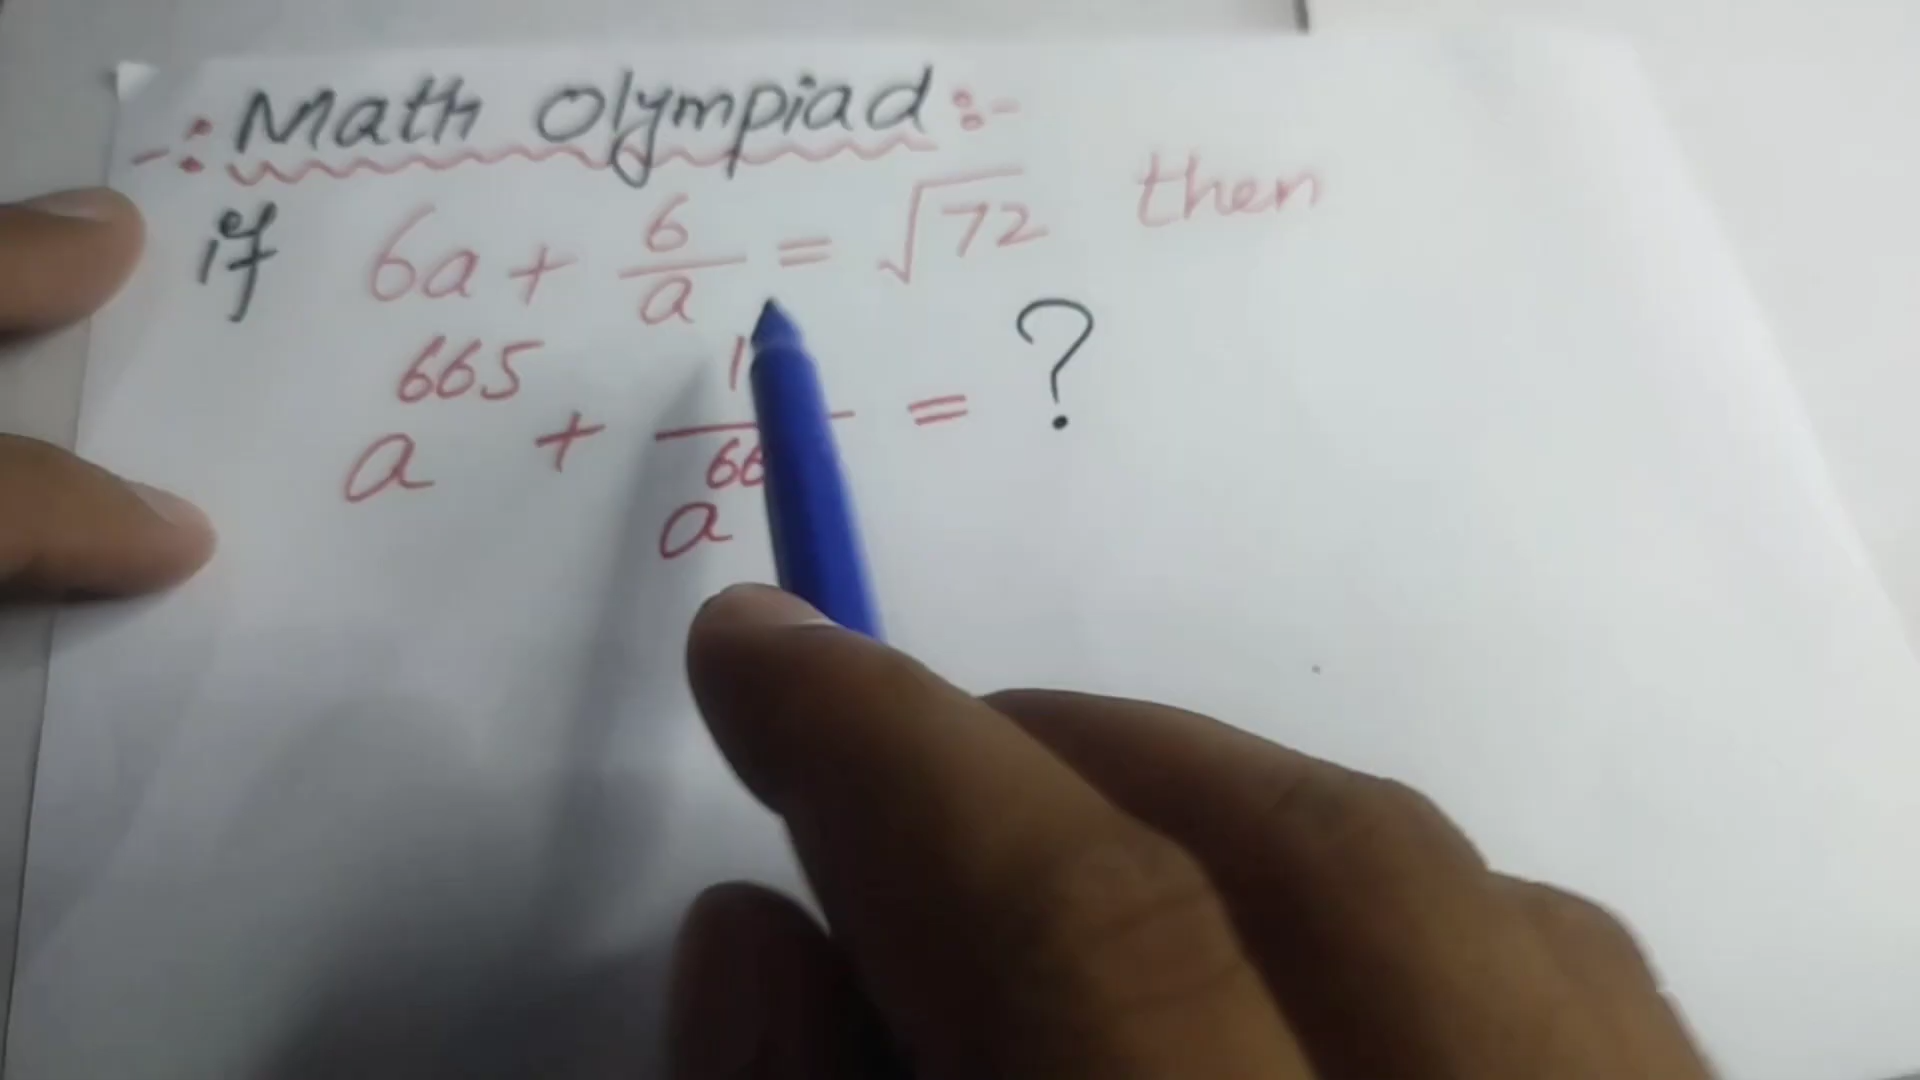 -: Math Olympiad :-
if 6a + 6/a = √72 then
a^665 + 1/a^66 = ?